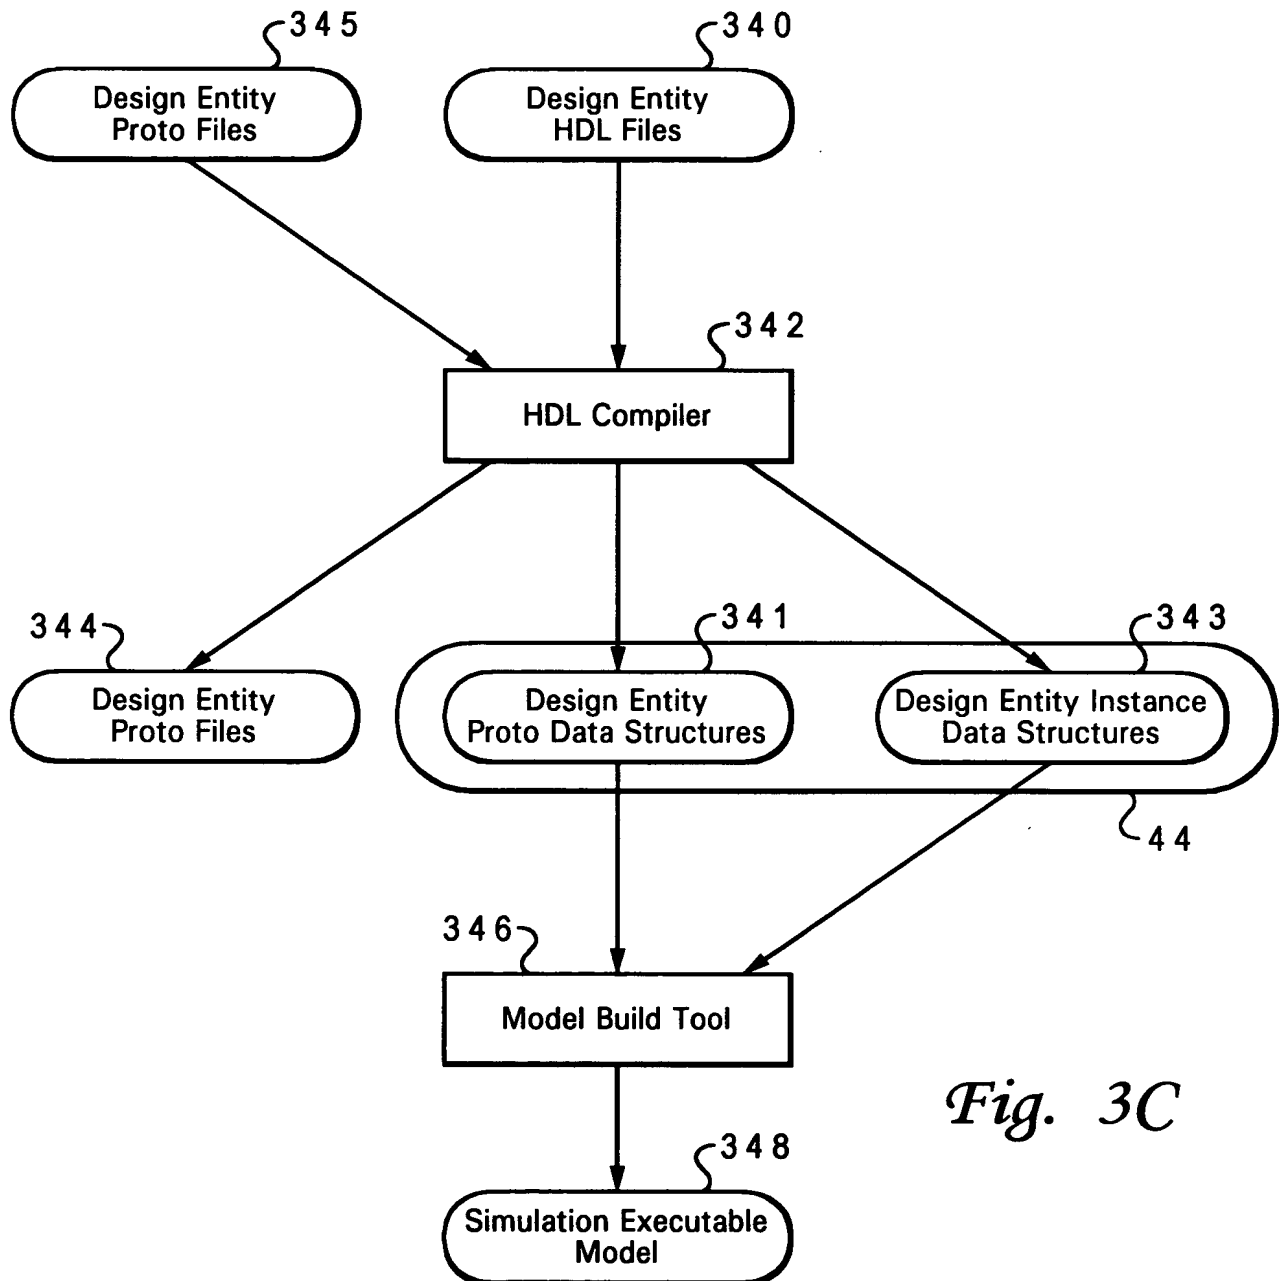 345
340
Design Entity
Proto Files
Design Entity
HDL Files
342
HDL Compiler
344
341
343
Design Entity
Proto Files
Design Entity
Proto Data Structures
Design Entity Instance
Data Structures
44
346
Model Build Tool
Fig. 3C
348
Simulation Executable
Model